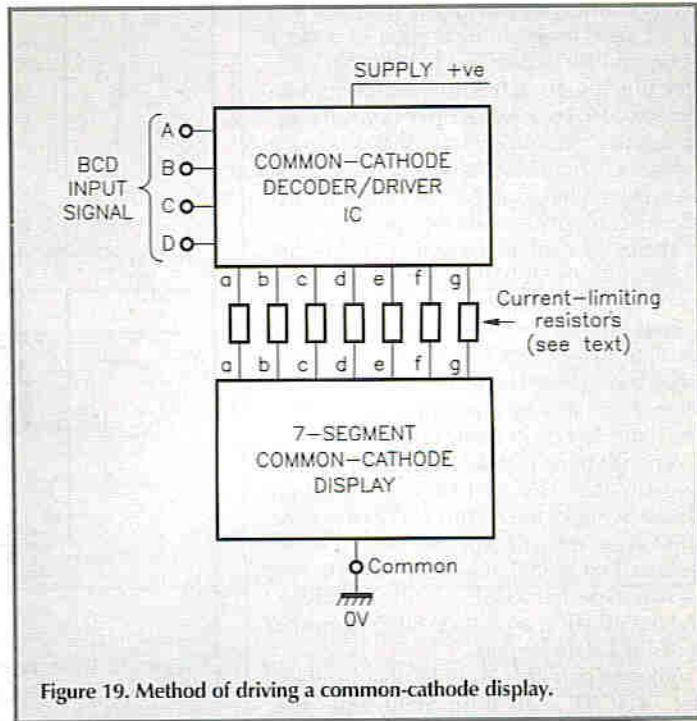 SUPPLY +ve
BCD
INPUT
SIGNAL
A
B
C
D
COMMON-CATHODE
DECODER/DRIVER
IC
a b c d e f g
Current-limiting
resistors
(see text)
a b c d e f g
7-SEGMENT
COMMON-CATHODE
DISPLAY
Common
0V
Figure 19. Method of driving a common-cathode display.